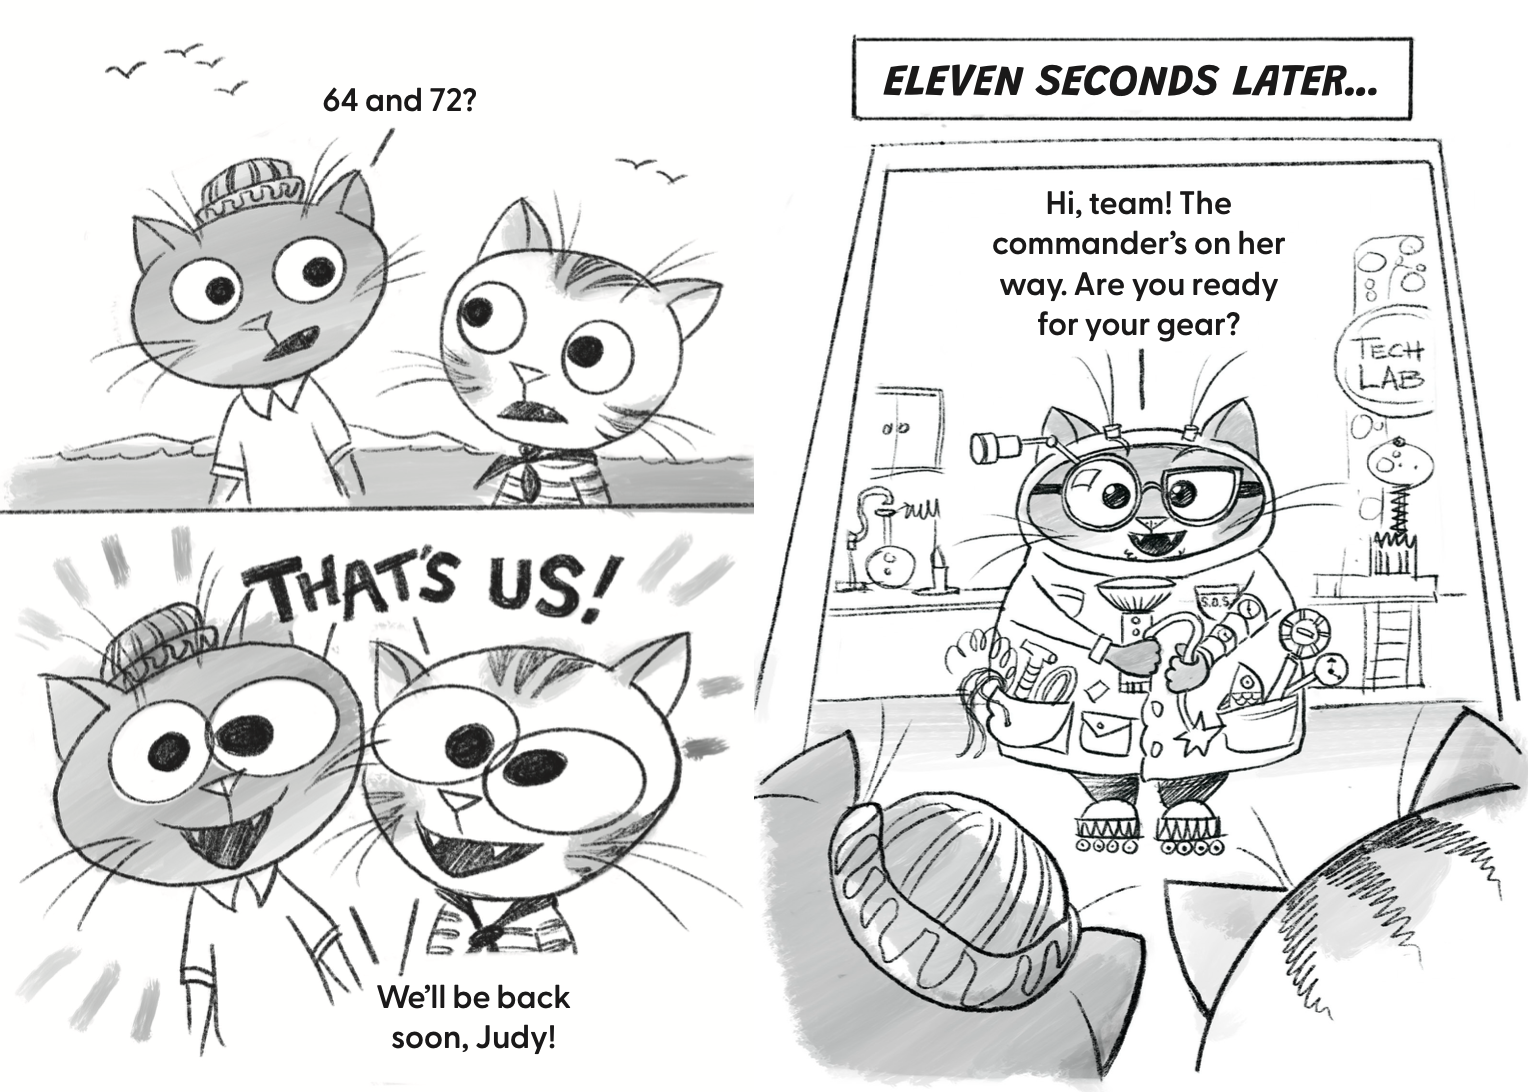 64 and 72?
THAT'S US!
We'll be back
soon, Judy!
ELEVEN SECONDS LATER...
Hi, team! The
commander's on her
way. Are you ready
for your gear?
TECH
LAB
S.O.S.